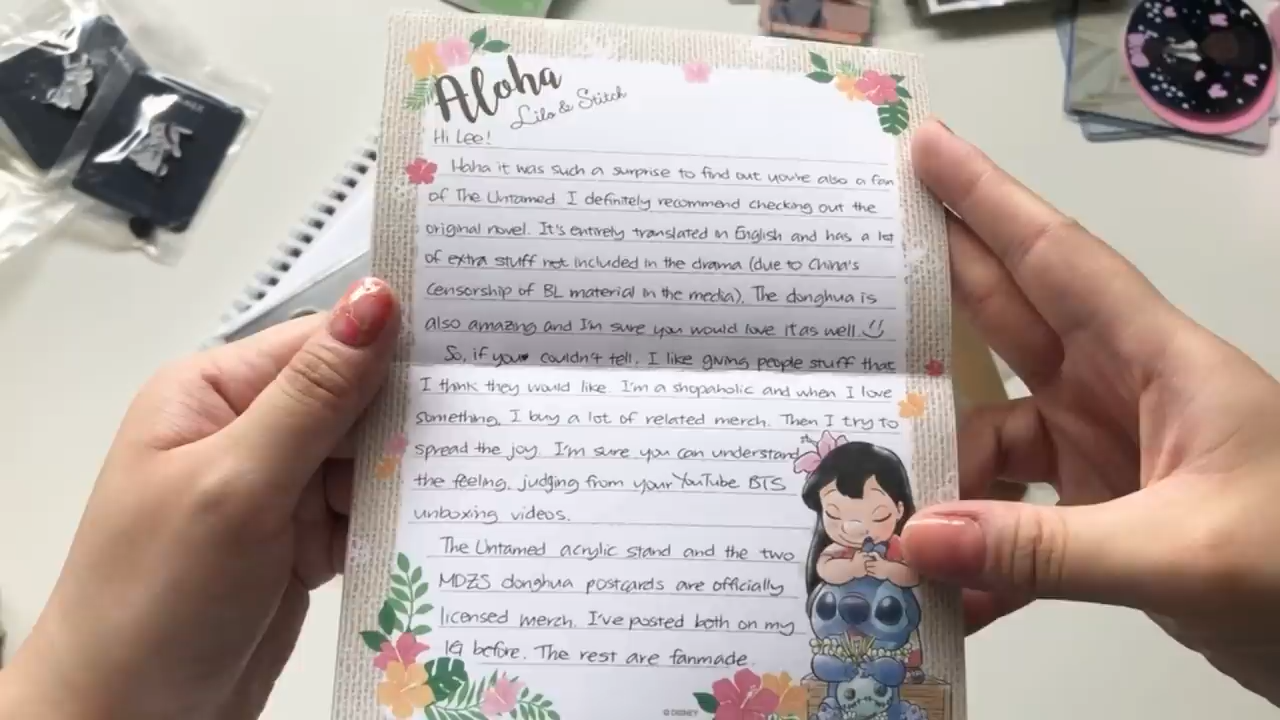 Aloha
Lilo & Stitch
Hi Lee!
Haha it was such a surprise to find out you're also a fan
of The Untamed. I definitely recommend checking out the
original novel. It's entirely translated in English and has a lot
of extra stuff not included in the drama (due to China's
censorship of BL material in the media). The donghua is
also amazing and I'm sure you would love it as well.
So, if you couldn't tell, I like giving people stuff that
I think they would like. I'm a shopaholic and when I love
something, I buy a lot of related merch. Then I try to
spread the joy. I'm sure you can understand
the feeling, judging from your YouTube BTS
unboxing videos.
The Untamed acrylic stand and the two
MDZS donghua postcards are officially
licensed merch. I've posted both on my
IG before. The rest are fanmade.
© DISNEY